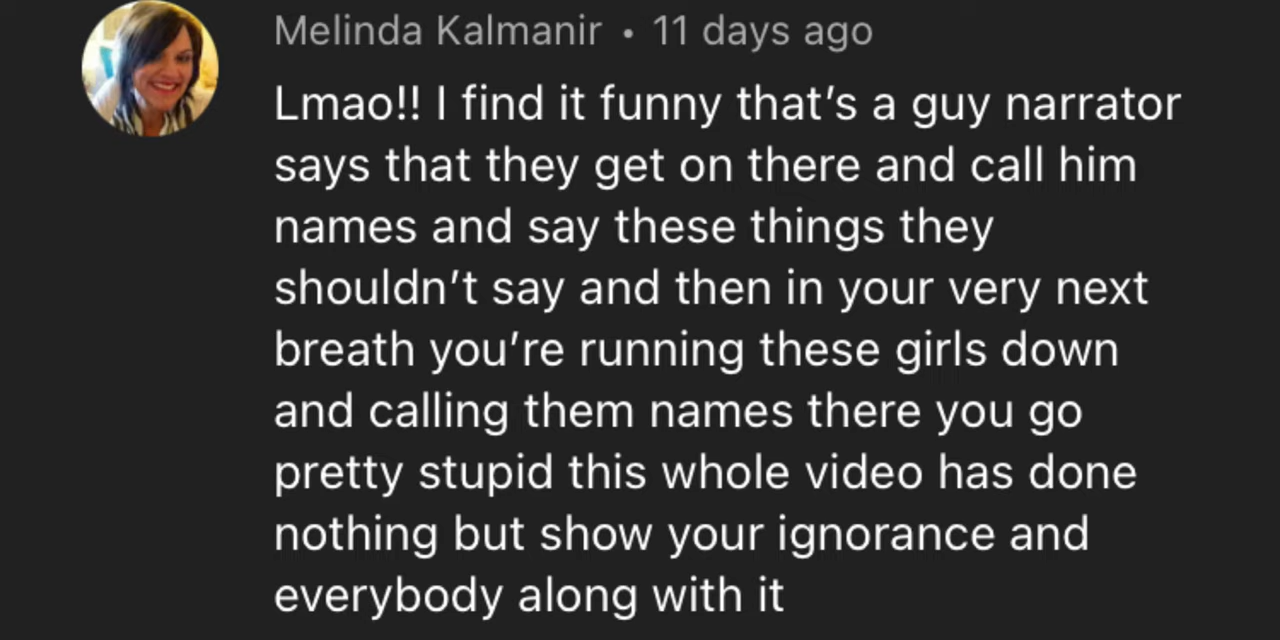 Melinda Kalmanir • 11 days ago
Lmao!! I find it funny that's a guy narrator
says that they get on there and call him
names and say these things they
shouldn't say and then in your very next
breath you're running these girls down
and calling them names there you go
pretty stupid this whole video has done
nothing but show your ignorance and
everybody along with it